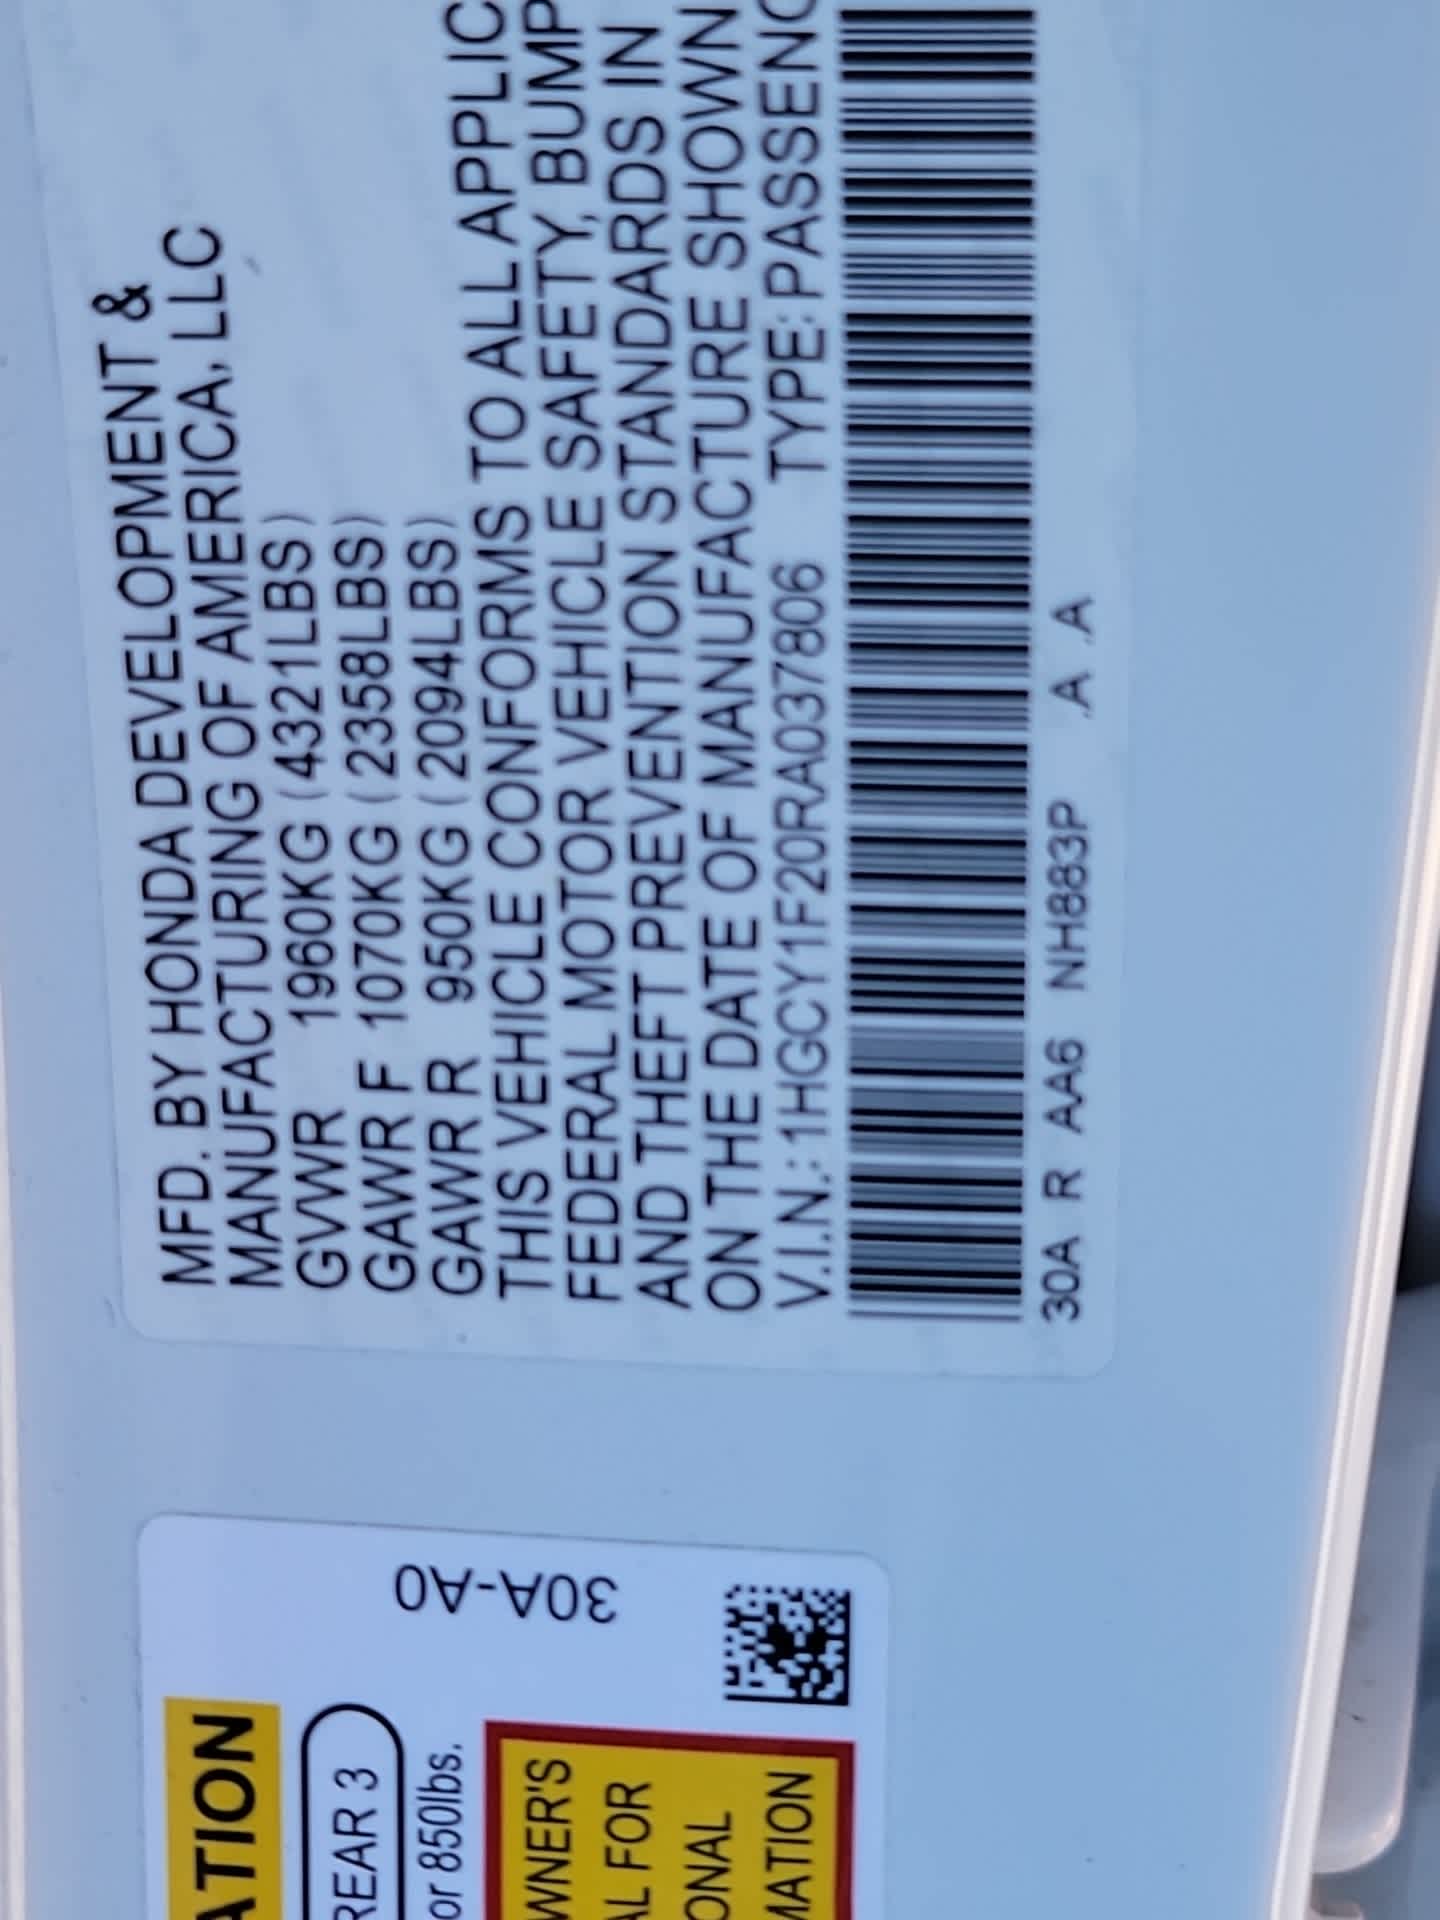 MFD. BY HONDA DEVELOPMENT &
MANUFACTURING OF AMERICA, LLC
GVWR 1960KG (4321LBS)
GAWR F 1070KG (2358LBS)
GAWR R 950KG (2094LBS)
THIS VEHICLE CONFORMS TO ALL APPLIC
FEDERAL MOTOR VEHICLE SAFETY, BUMP
AND THEFT PREVENTION STANDARDS IN
ON THE DATE OF MANUFACTURE SHOWN
V.I.N.: 1HGCY1F20RA037806 TYPE: PASSENG
30A R AA6 NH883P .A .A
30A-A0
ATION
REAR 3
or 850lbs.
WNER'S
AL FOR
ONAL
MATION